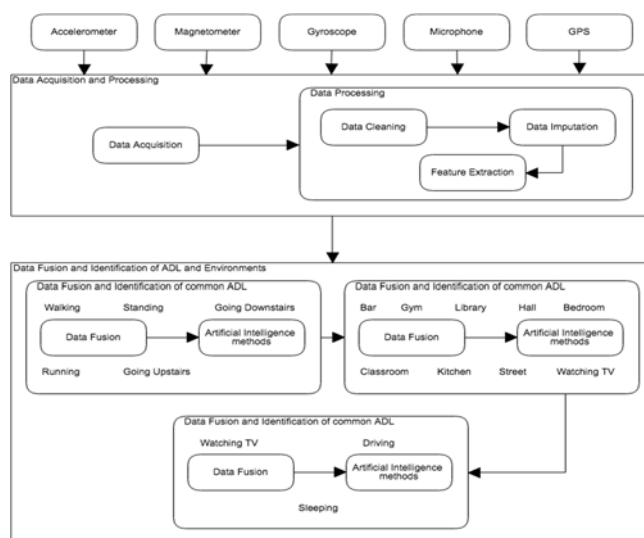 Accelerometer
Magnetometer
Gyroscope
Microphone
GPS
Data Acquisition and Processing
Data Processing
Data Acquisition
Data Cleaning
Data Imputation
Feature Extraction
Data Fusion and Identification of ADL and Environments
Data Fusion and Identification of common ADL
Walking
Standing
Going Downstairs
Data Fusion
Artificial Intelligence
methods
Running
Going Upstairs
Data Fusion and Identification of common ADL
Bar
Gym
Library
Hall
Bedroom
Data Fusion
Artificial Intelligence
methods
Classroom
Kitchen
Street
Watching TV
Data Fusion and Identification of common ADL
Watching TV
Driving
Data Fusion
Artificial Intelligence
methods
Sleeping